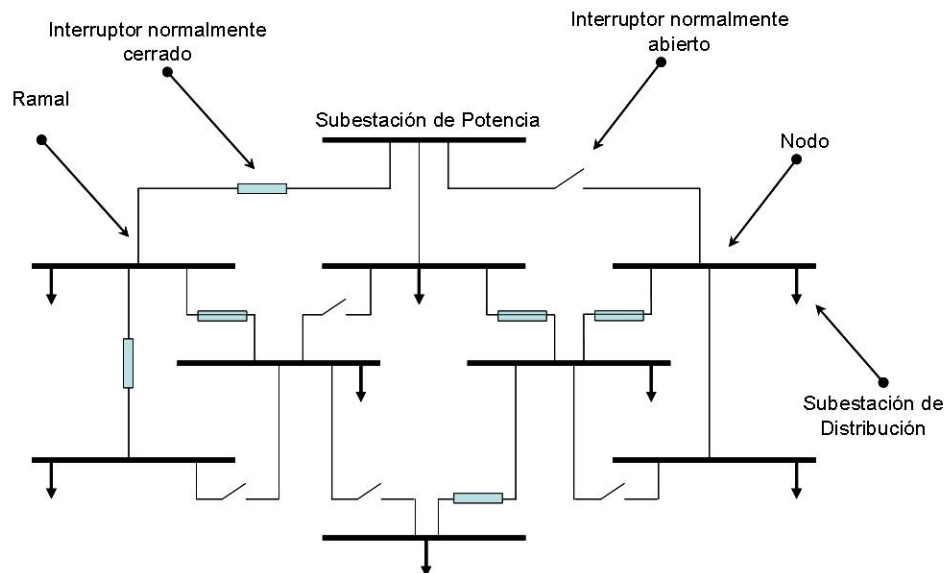 Interruptor normalmente
cerrado
Interruptor normalmente
abierto
Ramal
Subestación de Potencia
Nodo
Subestación de
Distribución